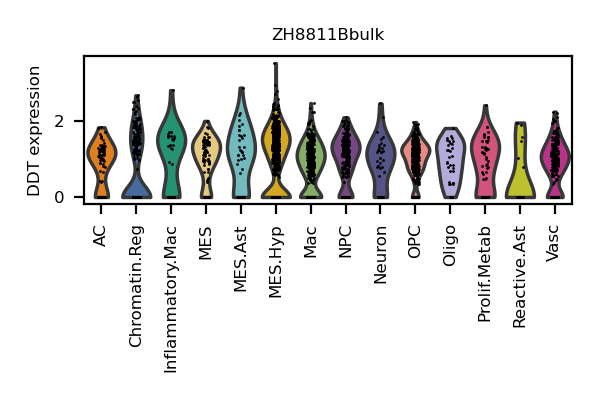 ZH8811Bbulk
DDT expression
2
0
AC
Chromatin.Reg
Inflammatory.Mac
MES
MES.Ast
MES.Hyp
Mac
NPC
Neuron
OPC
Oligo
Prolif.Metab
Reactive.Ast
Vasc